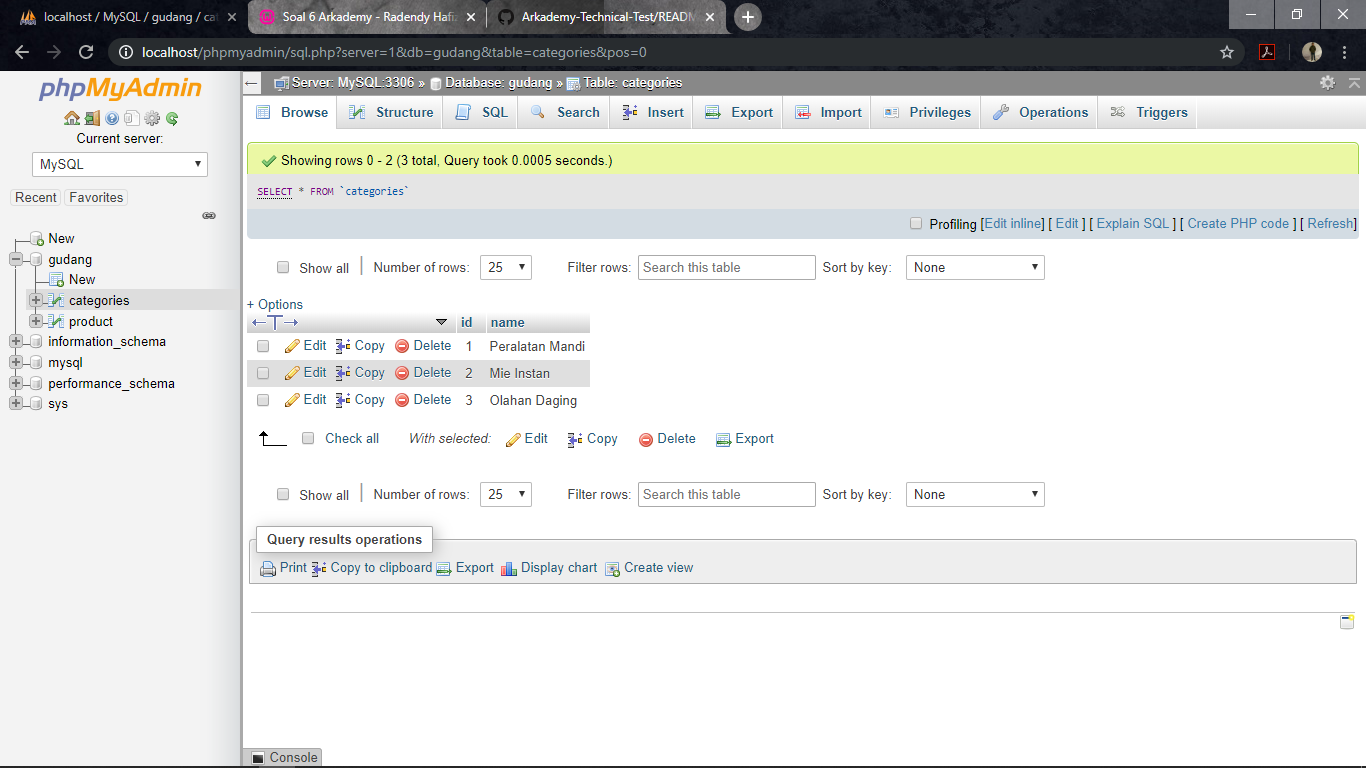 localhost / MySQL / gudang / cat
Soal 6 Arkademy - Radendy Hafiz
Arkademy-Technical-Test/READM
localhost/phpmyadmin/sql.php?server=1&db=gudang&table=categories&pos=0
phpMyAdmin
Current server:
MySQL
Recent Favorites
New
gudang
New
categories
product
information_schema
mysql
performance_schema
sys
Server: MySQL:3306 » Database: gudang » Table: categories
Browse Structure SQL Search Insert Export Import Privileges Operations Triggers
Showing rows 0 - 2 (3 total, Query took 0.0005 seconds.)
SELECT * FROM `categories`
Profiling [Edit inline] [ Edit ] [ Explain SQL ] [ Create PHP code ] [ Refresh]
Show all Number of rows: 25 Filter rows: Search this table Sort by key: None
+ Options
←T→ id name
Edit Copy Delete 1 Peralatan Mandi
Edit Copy Delete 2 Mie Instan
Edit Copy Delete 3 Olahan Daging
Check all With selected: Edit Copy Delete Export
Show all Number of rows: 25 Filter rows: Search this table Sort by key: None
Query results operations
Print Copy to clipboard Export Display chart Create view
Console